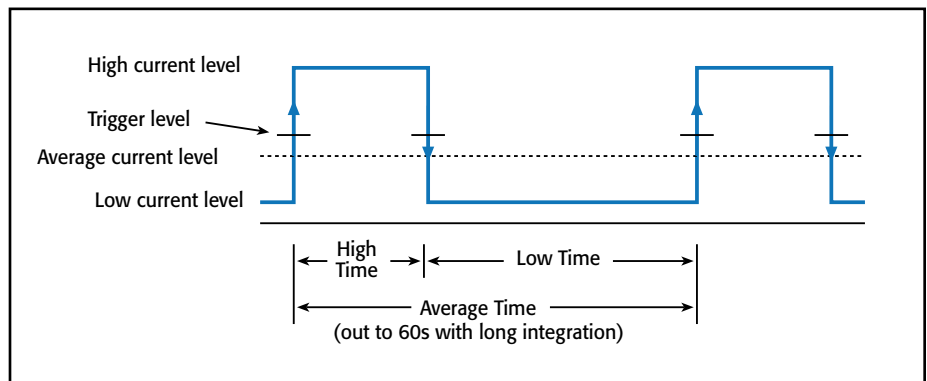 High current level
Trigger level
Average current level
Low current level
High
Time
Low Time
Average Time
(out to 60s with long integration)